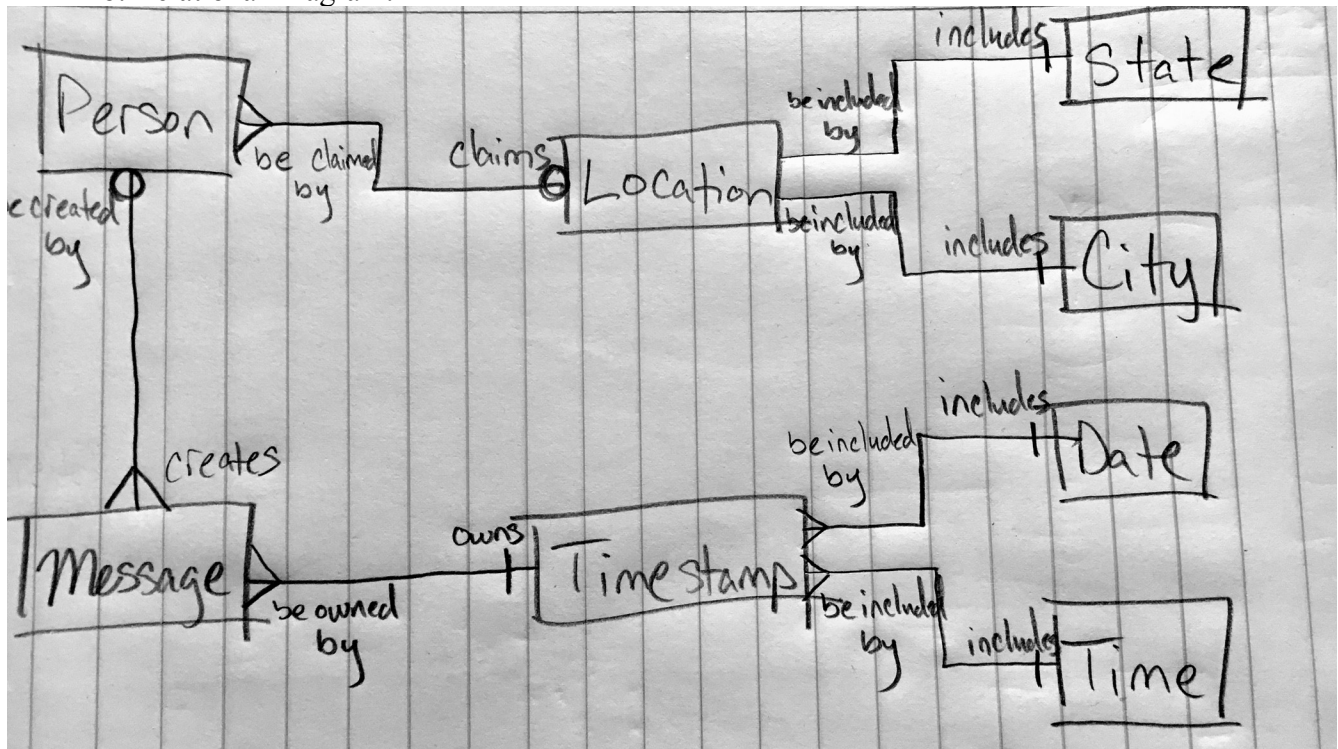 includes
State
Person
be included
by
be claimed
by
claims
Location
created
by
be included
by
includes
City
includes
Date
be included
by
creates
owns
Message
Timestamp
be owned
by
be included
by
includes
Time